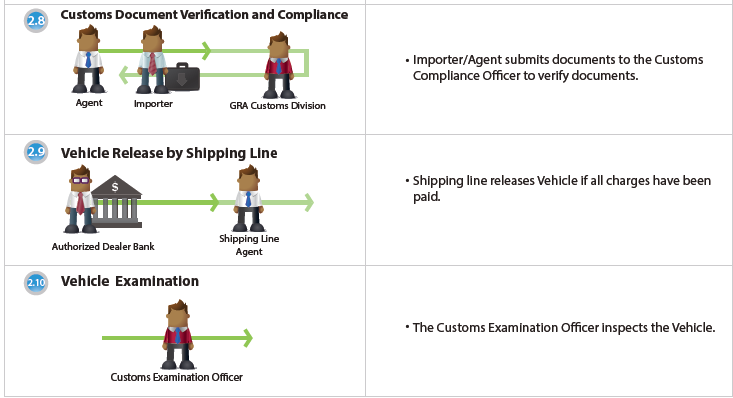 2.8 Customs Document Verification and Compliance
Agent
Importer
GRA Customs Division
• Importer/Agent submits documents to the Customs
Compliance Officer to verify documents.
2.9 Vehicle Release by Shipping Line
$
Authorized Dealer Bank
Shipping Line
Agent
• Shipping line releases Vehicle if all charges have been
paid.
2.10 Vehicle Examination
Customs Examination Officer
• The Customs Examination Officer inspects the Vehicle.